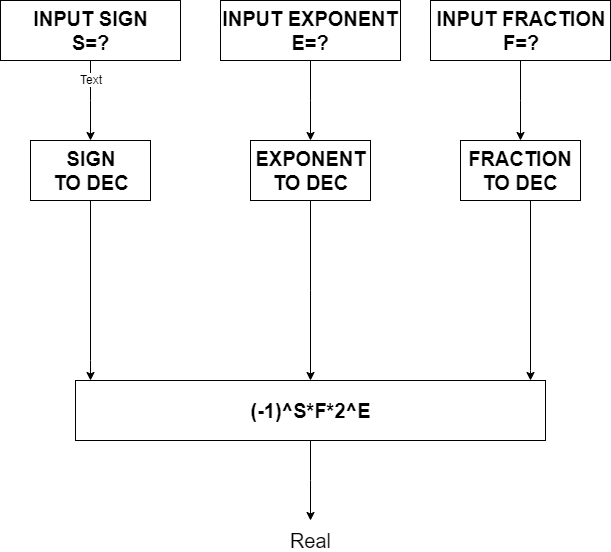 INPUT SIGN
S=?
INPUT EXPONENT
E=?
INPUT FRACTION
F=?
Text
SIGN
TO DEC
EXPONENT
TO DEC
FRACTION
TO DEC
(-1)^S*F*2^E
Real